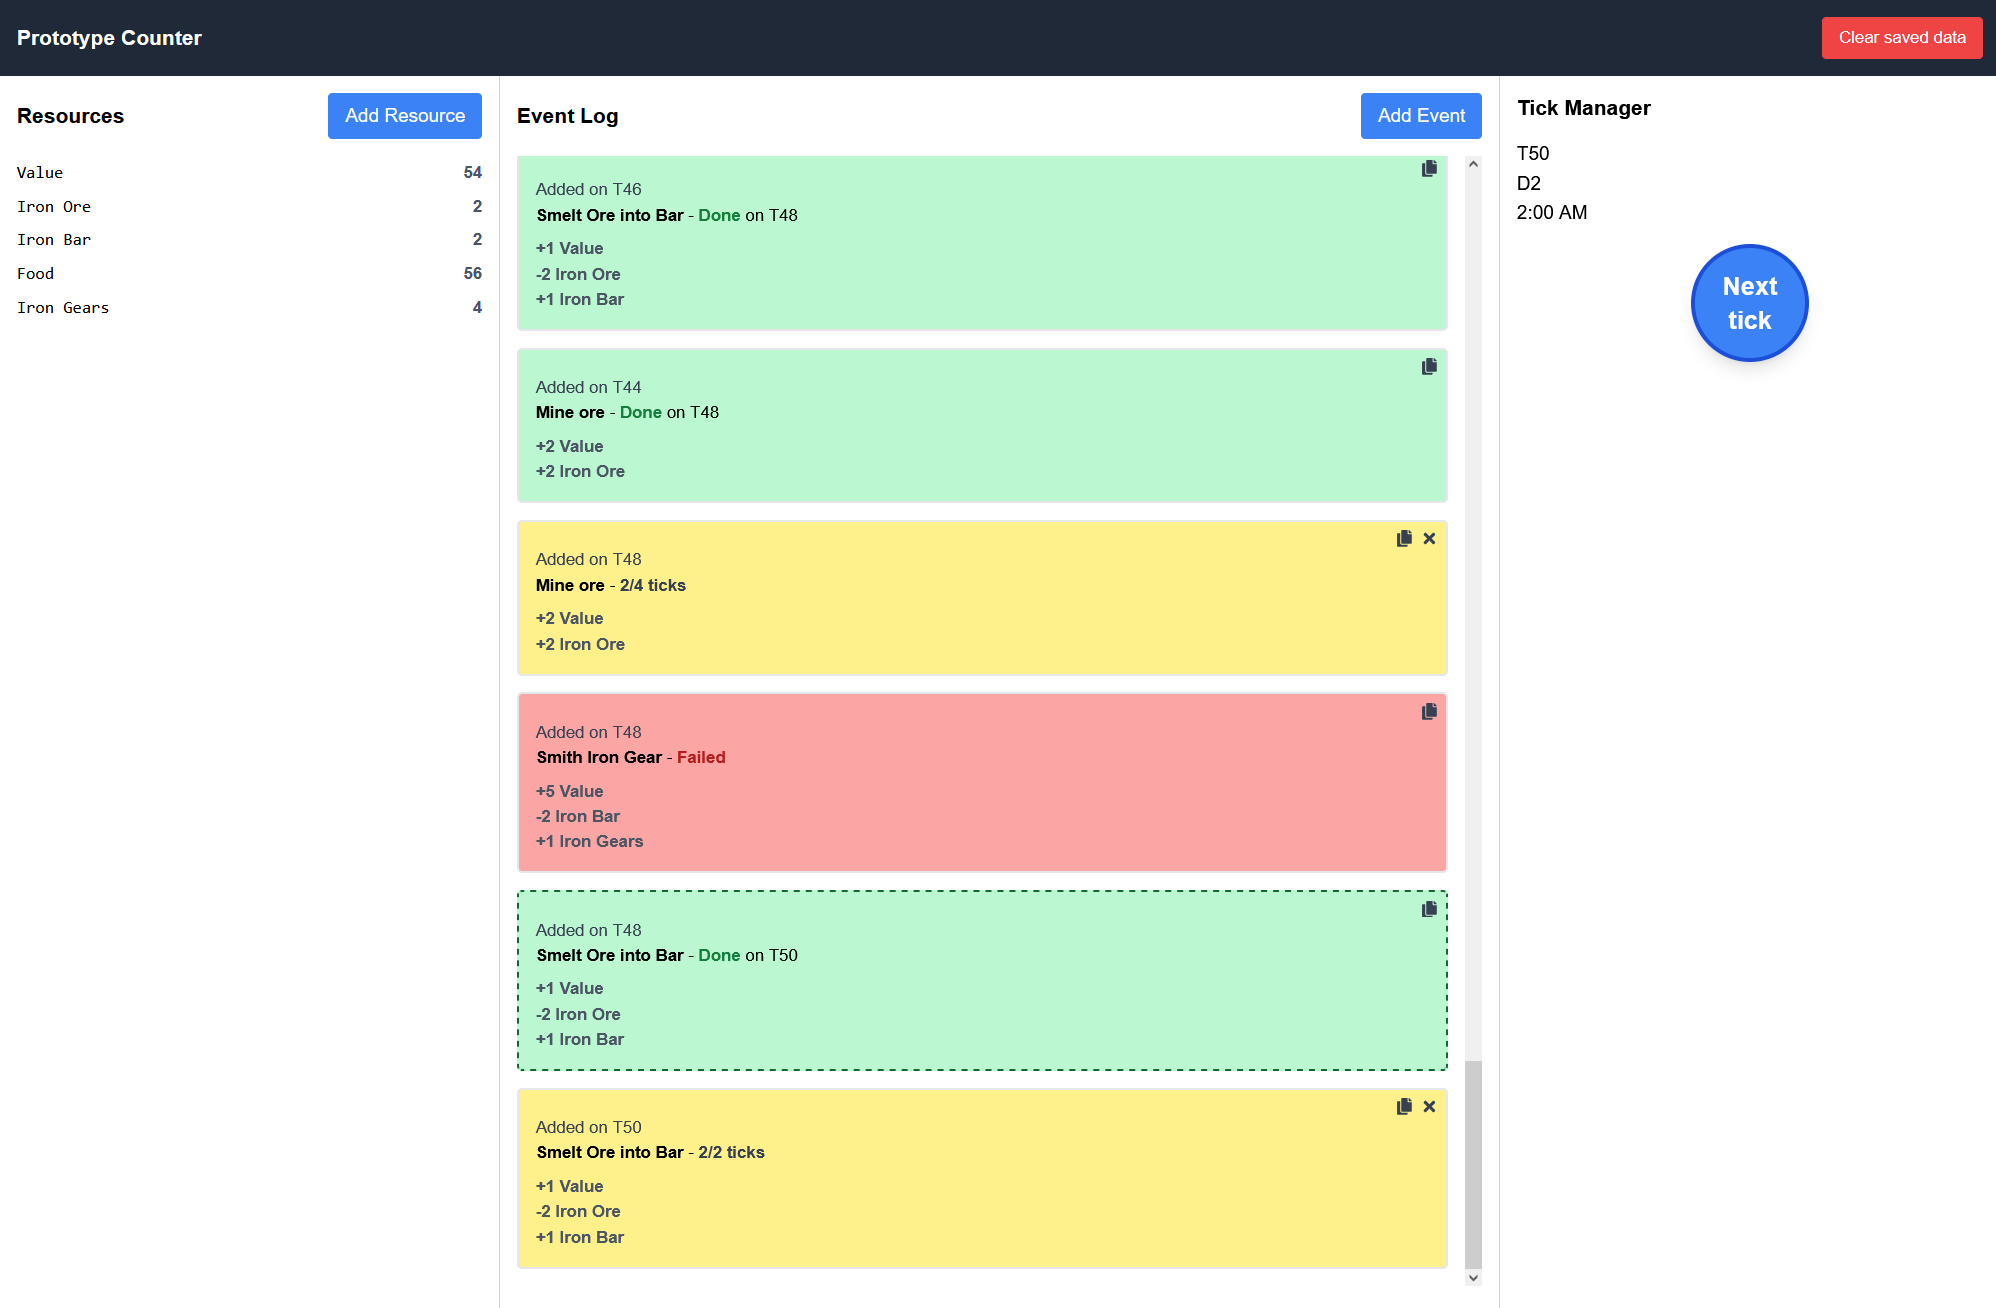 Prototype Counter
Clear saved data
Resources
Add Resource
Value 54
Iron Ore 2
Iron Bar 2
Food 56
Iron Gears 4
Event Log
Add Event
Added on T46
Smelt Ore into Bar - Done on T48
+1 Value
-2 Iron Ore
+1 Iron Bar
Added on T44
Mine ore - Done on T48
+2 Value
+2 Iron Ore
Added on T48
Mine ore - 2/4 ticks
+2 Value
+2 Iron Ore
Added on T48
Smith Iron Gear - Failed
+5 Value
-2 Iron Bar
+1 Iron Gears
Added on T48
Smelt Ore into Bar - Done on T50
+1 Value
-2 Iron Ore
+1 Iron Bar
Added on T50
Smelt Ore into Bar - 2/2 ticks
+1 Value
-2 Iron Ore
+1 Iron Bar
Tick Manager
T50
D2
2:00 AM
Next
tick